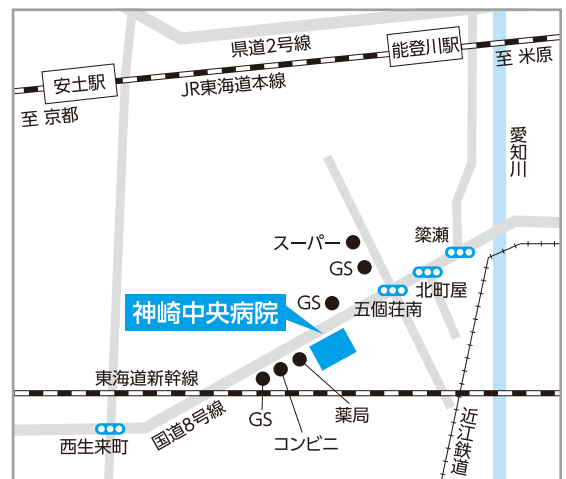 県道2号線
能登川駅
至 米原
安土駅
JR東海道本線
至 京都
愛知川
簗瀬
スーパー
GS
北町屋
GS
五個荘南
神崎中央病院
東海道新幹線
GS
薬局
国道8号線
コンビニ
西生来町
近江鉄道